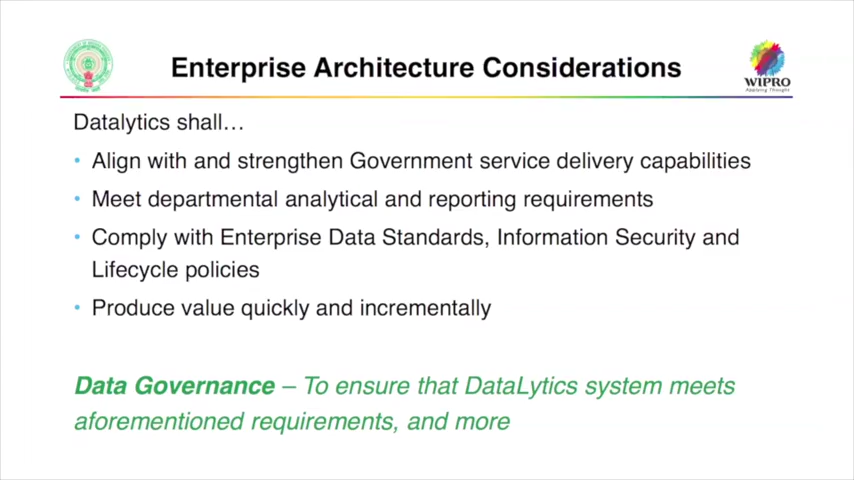 Enterprise Architecture Considerations
WIPRO
Applying Thought
Datalytics shall…
• Align with and strengthen Government service delivery capabilities
• Meet departmental analytical and reporting requirements
• Comply with Enterprise Data Standards, Information Security and
Lifecycle policies
• Produce value quickly and incrementally
Data Governance – To ensure that DataLytics system meets
aforementioned requirements, and more